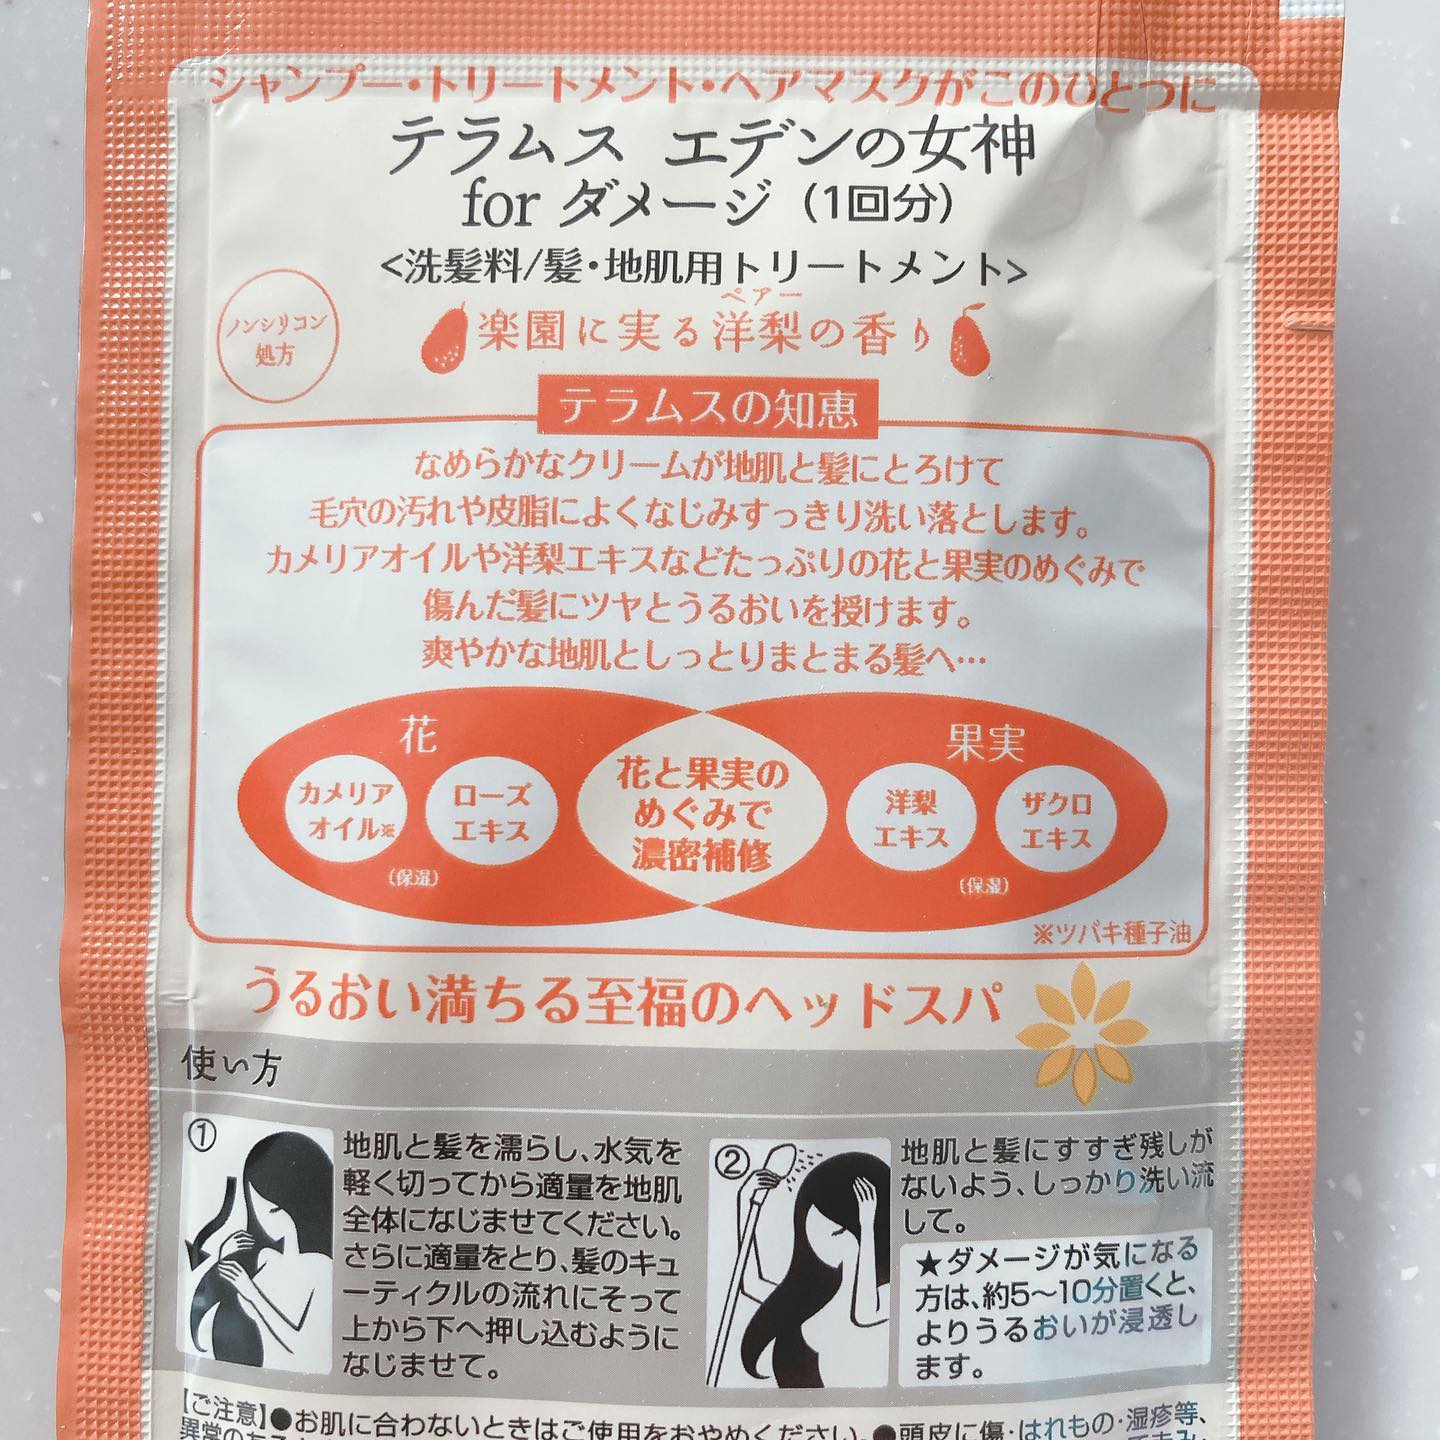 シャンプー・トリートメント・ヘアマスクがこのひとつに
テラムス エデンの女神
for ダメージ（1回分）
<洗髪料/髪・地肌用トリートメント>
ノンシリコン
処方
ペアー
楽園に実る洋梨の香り
テラムスの知恵
なめらかなクリームが地肌と髪にとろけて
毛穴の汚れや皮脂によくなじみすっきり洗い落とします。
カメリアオイルや洋梨エキスなどたっぷりの花と果実のめぐみで
傷んだ髪にツヤとうるおいを授けます。
爽やかな地肌としっとりまとまる髪へ…
花
カメリア
オイル※
ローズ
エキス
(保湿)
花と果実の
めぐみで
濃密補修
果実
洋梨
エキス
ザクロ
エキス
(保湿)
※ツバキ種子油
うるおい満ちる至福のヘッドスパ
使い方
①
地肌と髪を濡らし、水気を
軽く切ってから適量を地肌
全体になじませてください。
さらに適量をとり、髪のキュ
ーティクルの流れにそって
上から下へ押し込むように
なじませて。
②
地肌と髪にすすぎ残しが
ないよう、しっかり洗い流
して。
★ダメージが気になる
方は、約5〜10分置くと、
よりうるおいが浸透し
ます。
【ご注意】●お肌に合わないときはご使用をおやめください。●頭皮に傷・はれもの・湿疹等、